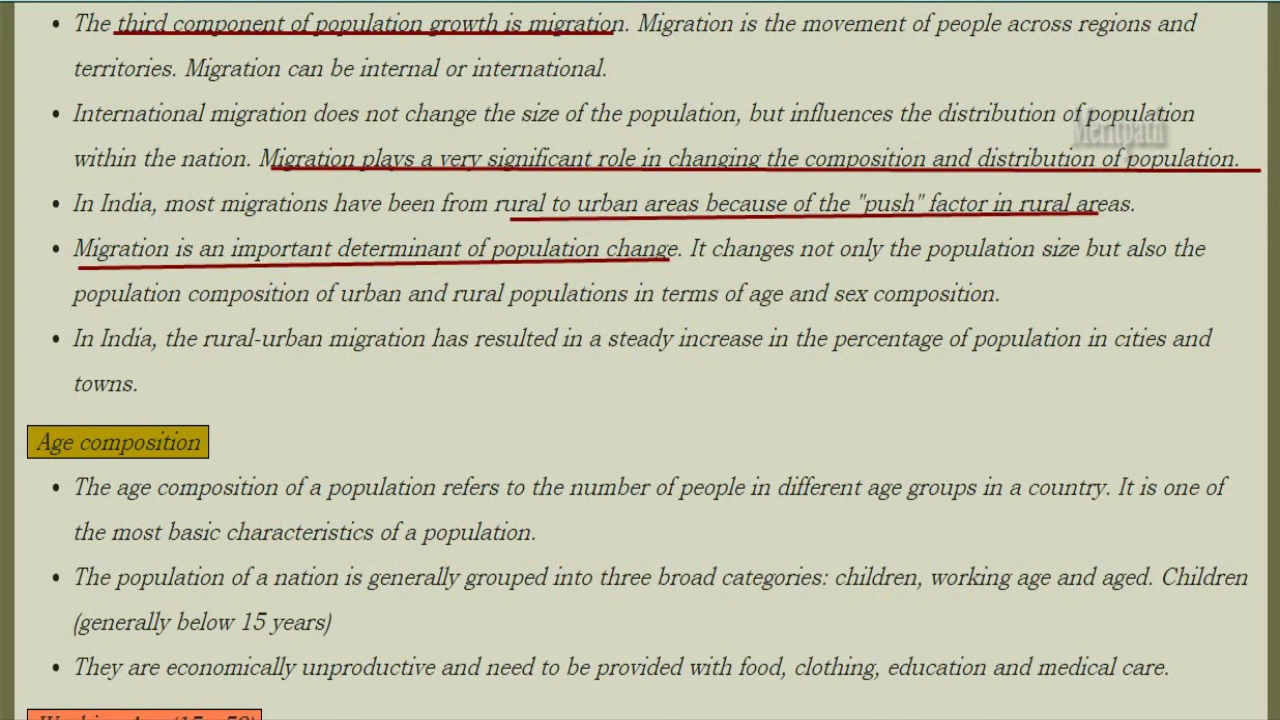 • The third component of population growth is migration. Migration is the movement of people across regions and
territories. Migration can be internal or international.
• International migration does not change the size of the population, but influences the distribution of population
within the nation. Migration plays a very significant role in changing the composition and distribution of population.
• In India, most migrations have been from rural to urban areas because of the "push" factor in rural areas.
• Migration is an important determinant of population change. It changes not only the population size but also the
population composition of urban and rural populations in terms of age and sex composition.
• In India, the rural-urban migration has resulted in a steady increase in the percentage of population in cities and
towns.
Age composition
• The age composition of a population refers to the number of people in different age groups in a country. It is one of
the most basic characteristics of a population.
• The population of a nation is generally grouped into three broad categories: children, working age and aged. Children
(generally below 15 years)
• They are economically unproductive and need to be provided with food, clothing, education and medical care.
Meritpath